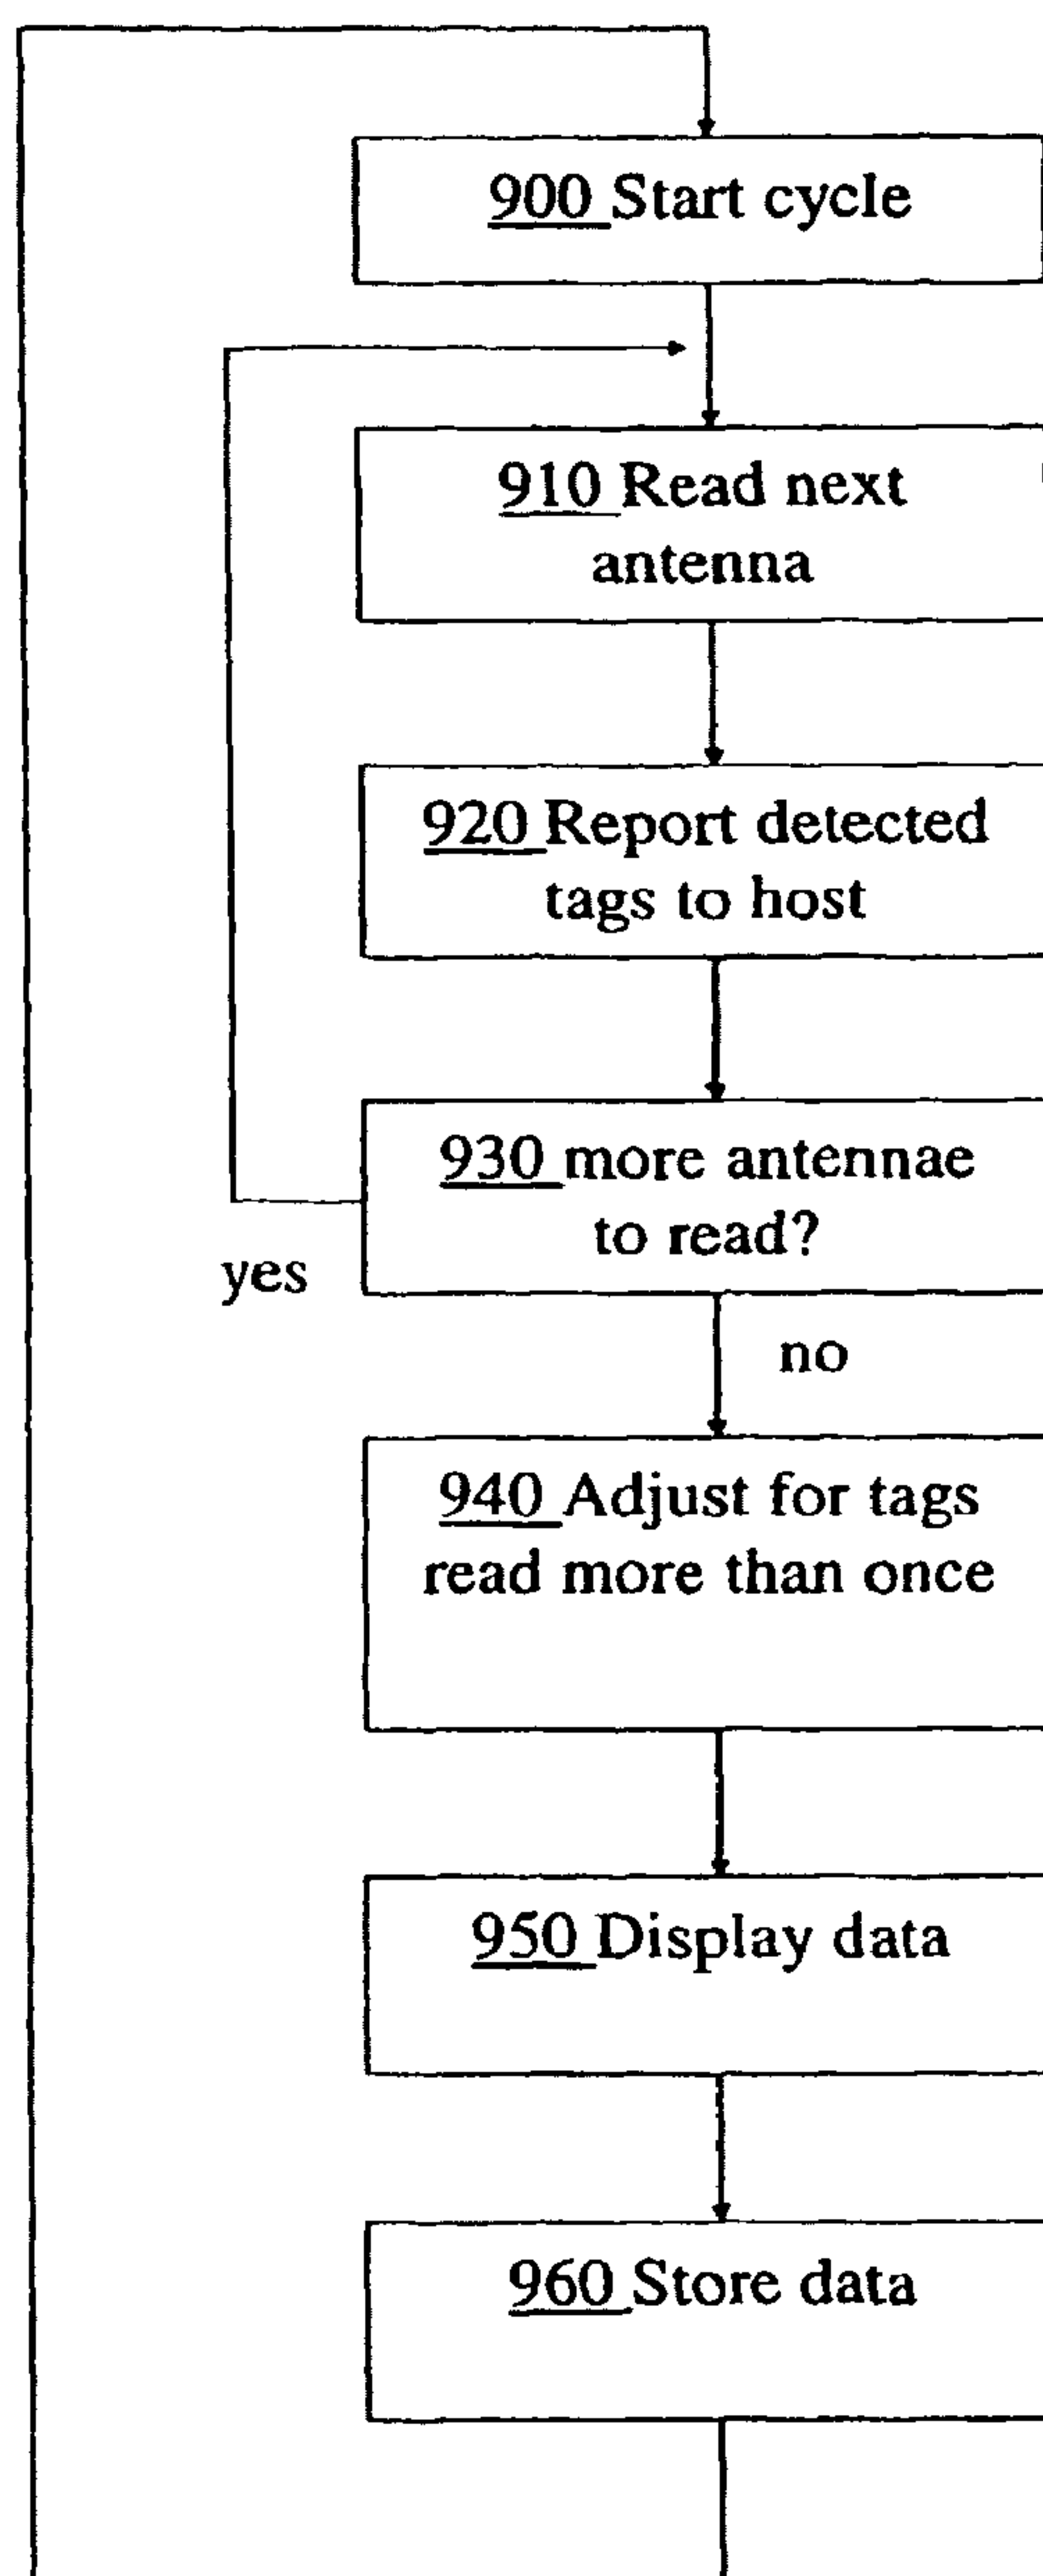 900 Start cycle
910 Read next
antenna
920 Report detected
tags to host
930 more antennae
to read?
yes
no
940 Adjust for tags
read more than once
950 Display data
960 Store data